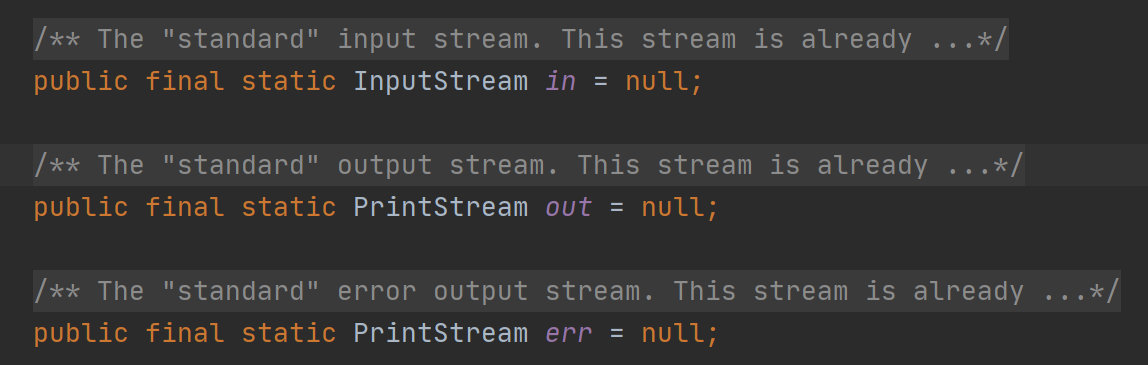 /** The "standard" input stream. This stream is already ...*/
public final static InputStream in = null;
/** The "standard" output stream. This stream is already ...*/
public final static PrintStream out = null;
/** The "standard" error output stream. This stream is already ...*/
public final static PrintStream err = null;